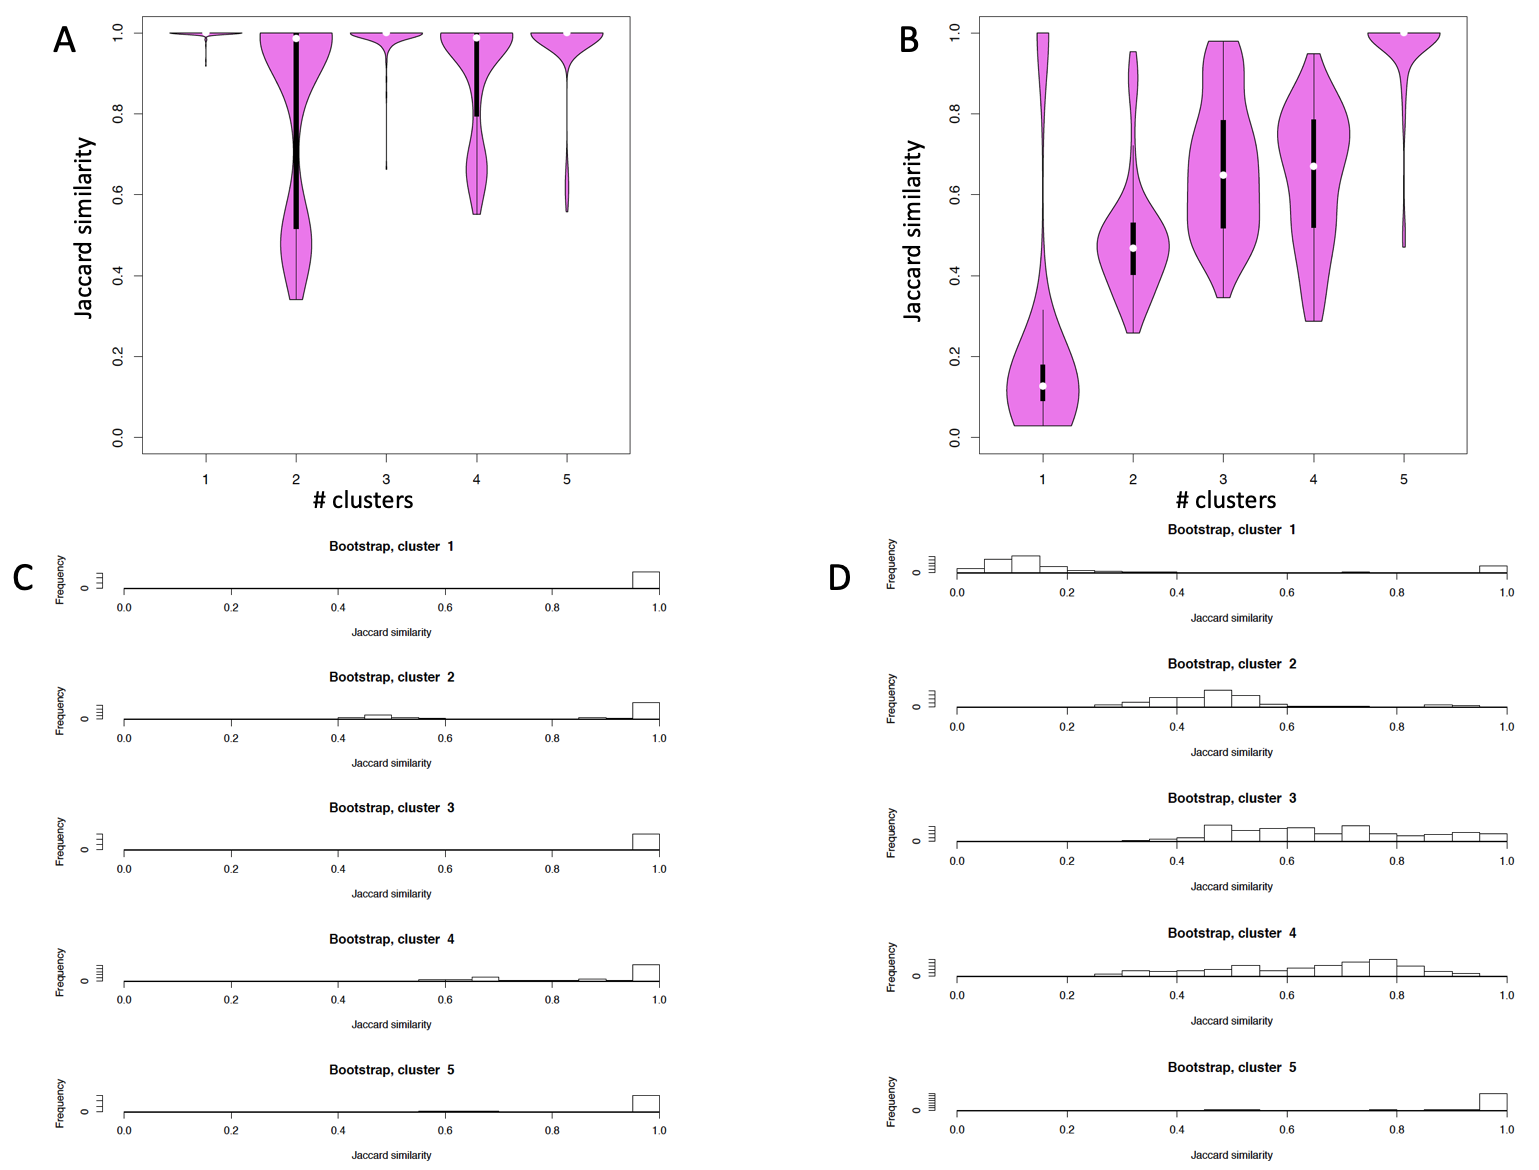 A
Jaccard similarity
0.0 0.2 0.4 0.6 0.8 1.0
1 2 3 4 5
# clusters
B
Jaccard similarity
0.0 0.2 0.4 0.6 0.8 1.0
1 2 3 4 5
# clusters
C
Bootstrap, cluster 1
Frequency
0
0.0 0.2 0.4 0.6 0.8 1.0
Jaccard similarity
Bootstrap, cluster 2
Frequency
0
0.0 0.2 0.4 0.6 0.8 1.0
Jaccard similarity
Bootstrap, cluster 3
Frequency
0
0.0 0.2 0.4 0.6 0.8 1.0
Jaccard similarity
Bootstrap, cluster 4
Frequency
0
0.0 0.2 0.4 0.6 0.8 1.0
Jaccard similarity
Bootstrap, cluster 5
Frequency
0
0.0 0.2 0.4 0.6 0.8 1.0
Jaccard similarity
D
Bootstrap, cluster 1
Frequency
0
0.0 0.2 0.4 0.6 0.8 1.0
Jaccard similarity
Bootstrap, cluster 2
Frequency
0
0.0 0.2 0.4 0.6 0.8 1.0
Jaccard similarity
Bootstrap, cluster 3
Frequency
0
0.0 0.2 0.4 0.6 0.8 1.0
Jaccard similarity
Bootstrap, cluster 4
Frequency
0
0.0 0.2 0.4 0.6 0.8 1.0
Jaccard similarity
Bootstrap, cluster 5
Frequency
0
0.0 0.2 0.4 0.6 0.8 1.0
Jaccard similarity